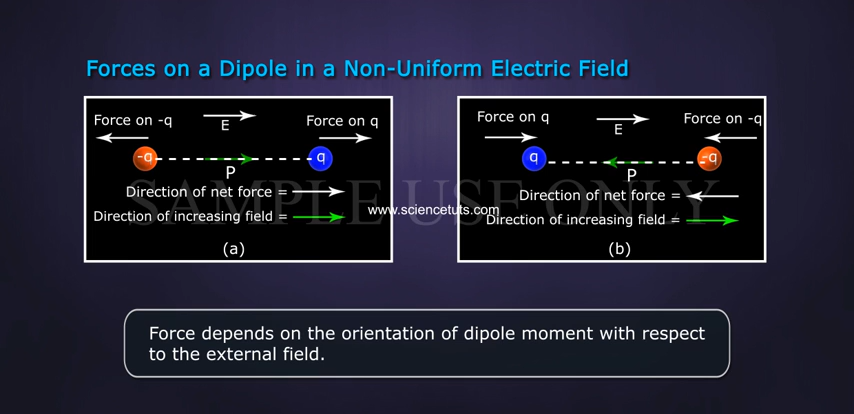 Forces on a Dipole in a Non-Uniform Electric Field
Force on -q
E
Force on q
-q
q
P
Direction of net force =
Direction of increasing field =
(a)
Force on q
E
Force on -q
q
-q
P
Direction of net force =
Direction of increasing field =
(b)
SAMPLE USE ONLY
www.sciencetuts.com
Force depends on the orientation of dipole moment with respect
to the external field.